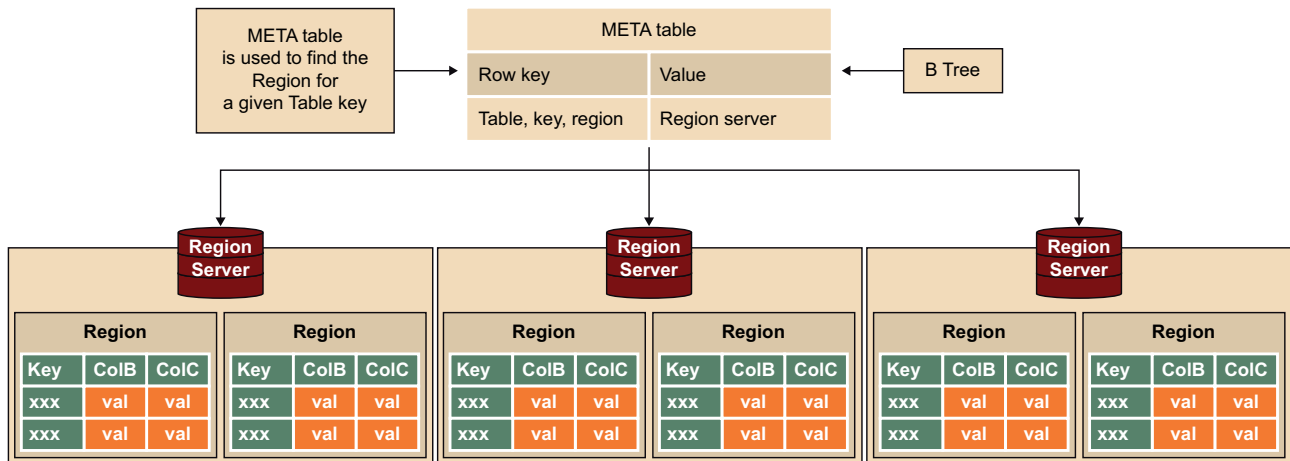 META table
is used to find the
Region for
a given Table key
META table
Row key Value
Table, key, region Region server
B Tree
Region
Server
Region
Server
Region
Server
Region
Key ColB ColC
xxx val val
xxx val val
Region
Key ColB ColC
xxx val val
xxx val val
Region
Key ColB ColC
xxx val val
xxx val val
Region
Key ColB ColC
xxx val val
xxx val val
Region
Key ColB ColC
xxx val val
xxx val val
Region
Key ColB ColC
xxx val val
xxx val val